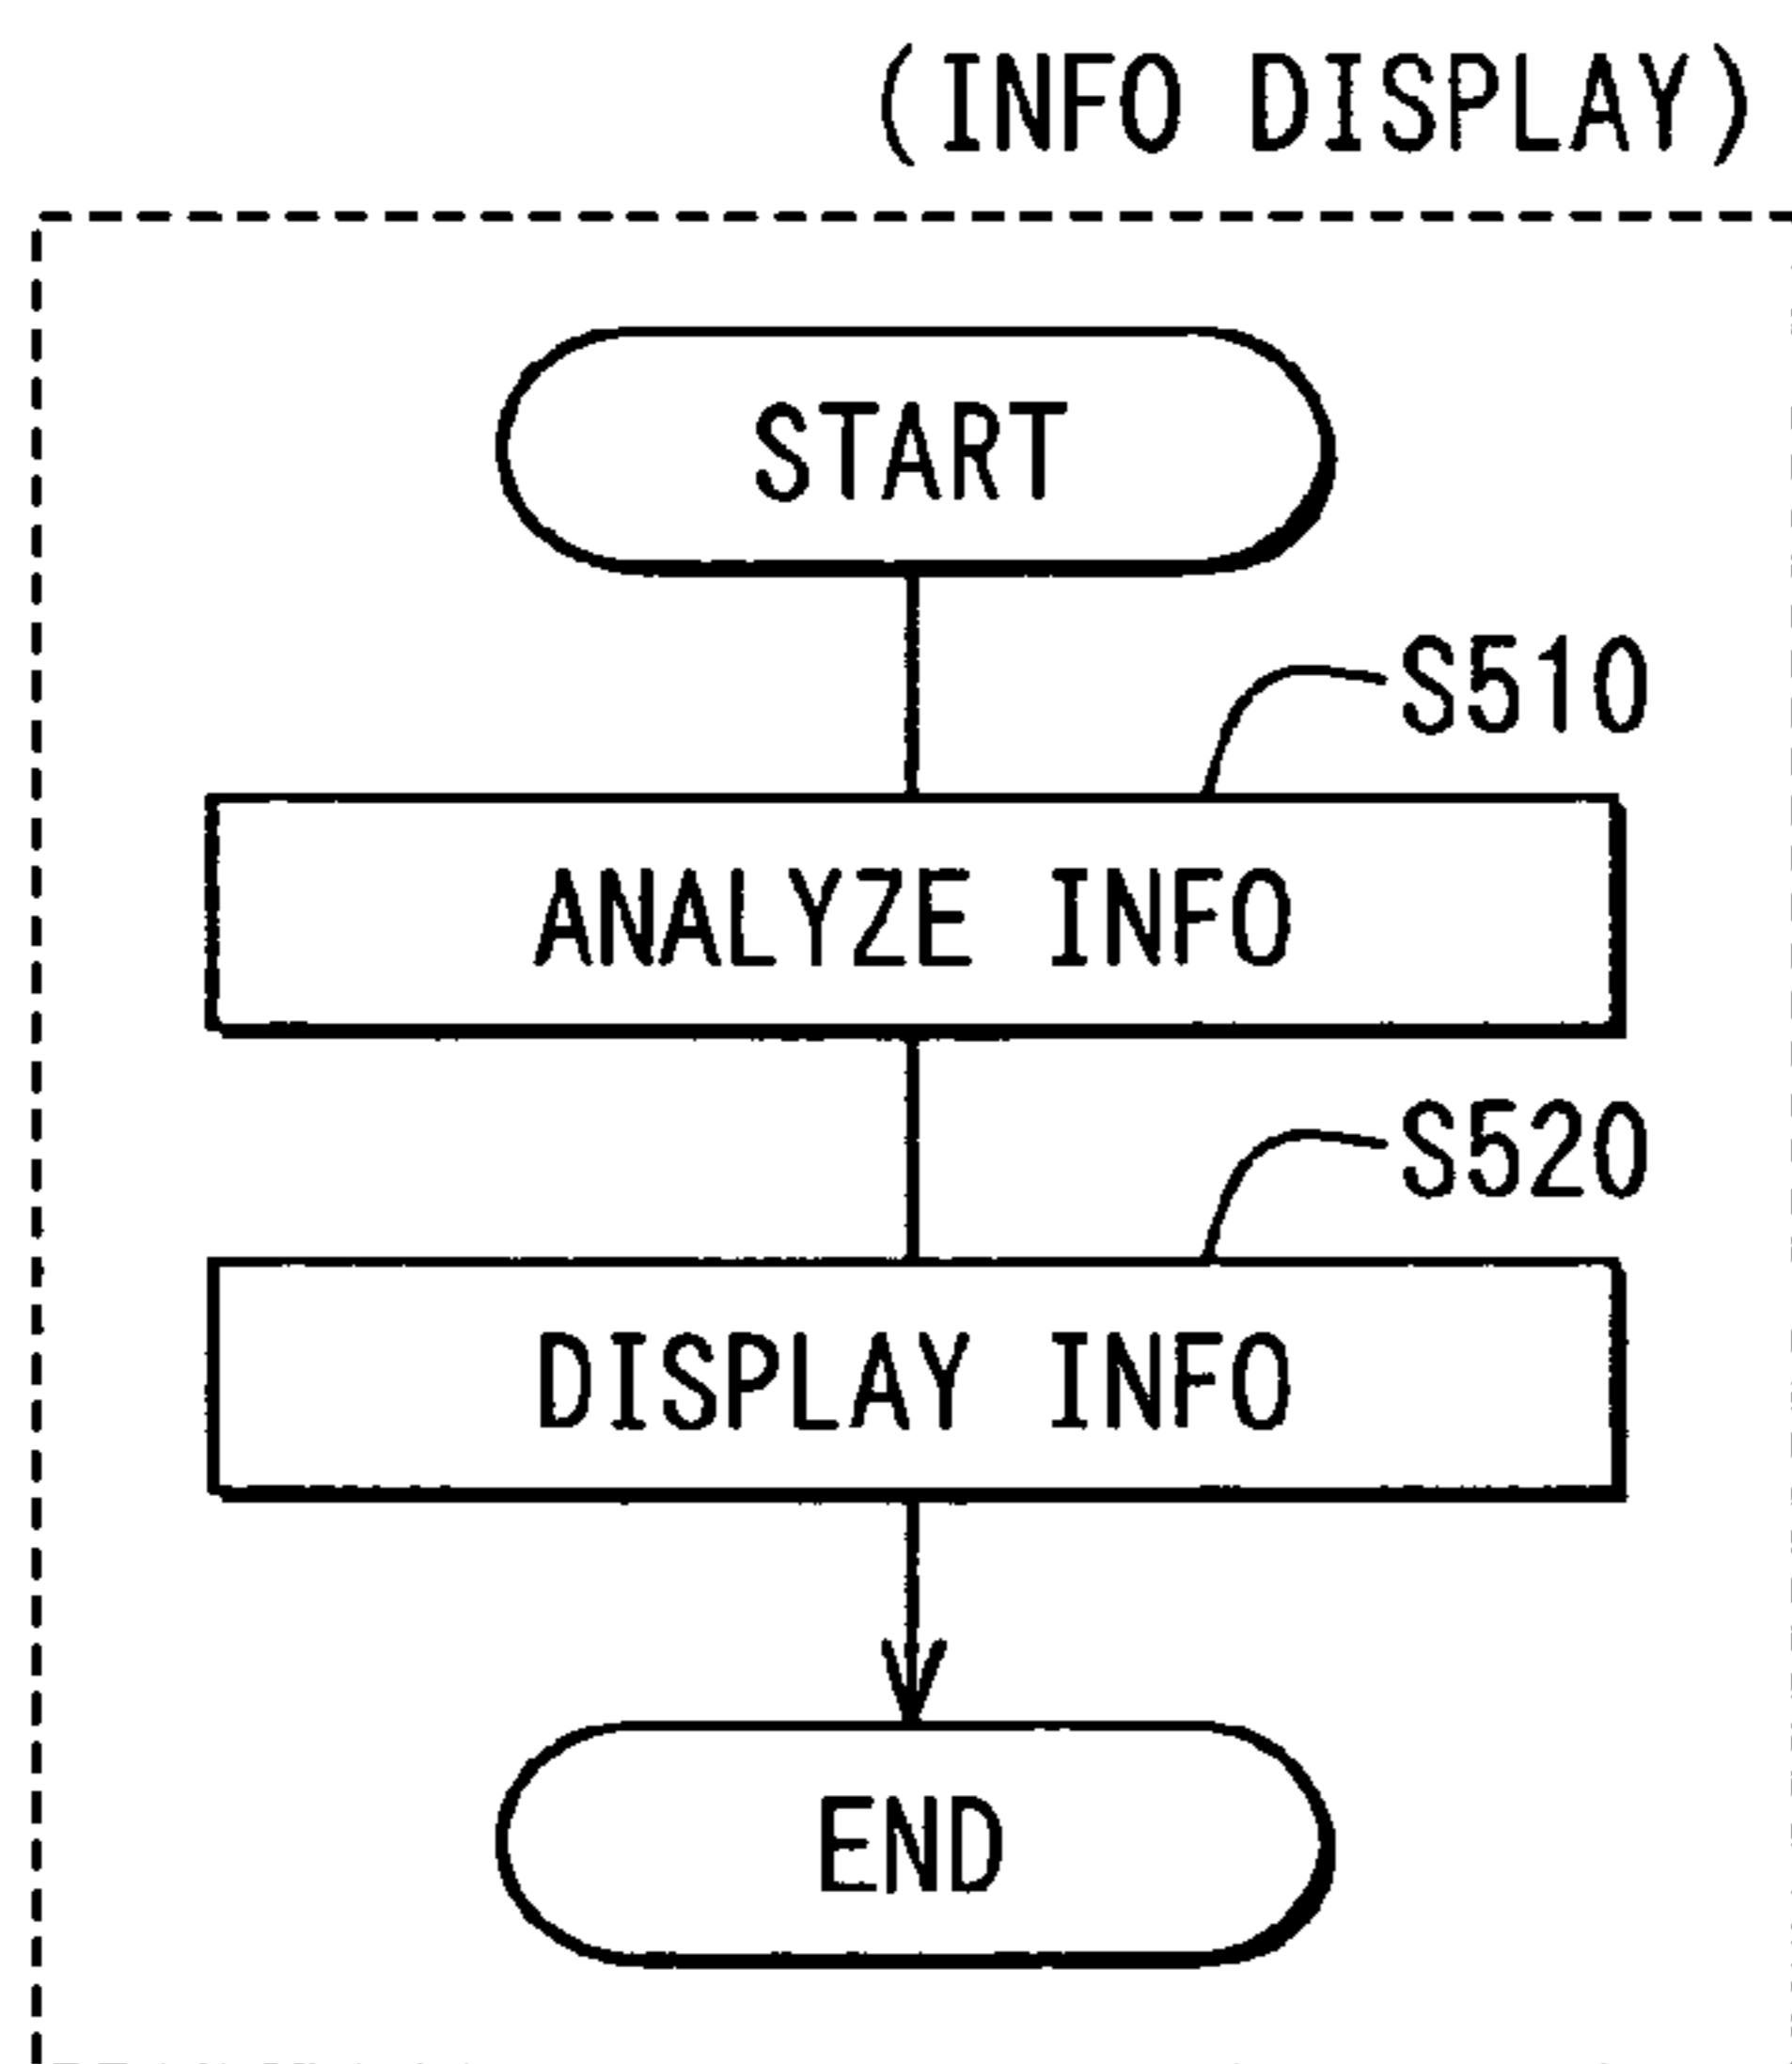 (INFO DISPLAY)
START
S510
ANALYZE INFO
S520
DISPLAY INFO
END